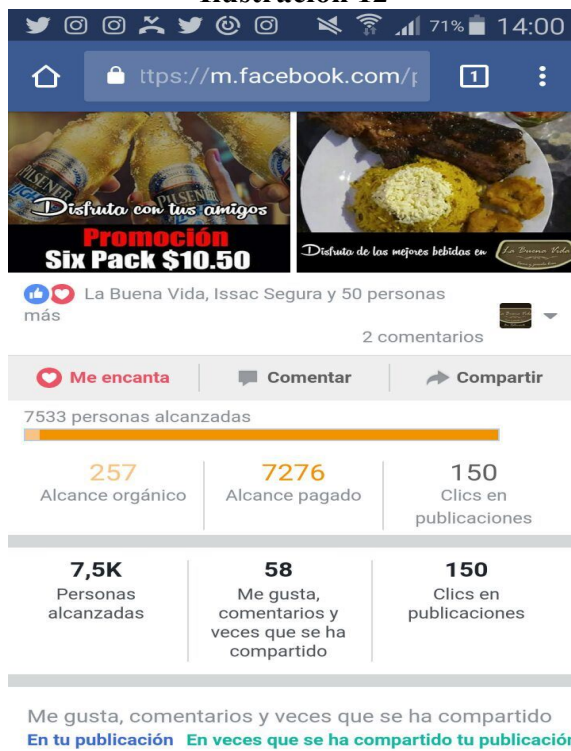 Ilustración 12
71% 14:00
ttps://m.facebook.com/p
1
PILSENER
PILSENER
LIGHT
Disfruta con tus amigos
Promoción
Six Pack $10.50
Disfruta de las mejores bebidas en La Buena Vida
La Buena Vida, Issac Segura y 50 personas
más
2 comentarios
Me encanta Comentar Compartir
7533 personas alcanzadas
257 7276 150
Alcance orgánico Alcance pagado Clics en
publicaciones
7,5K 58 150
Personas Me gusta, Clics en
alcanzadas comentarios y publicaciones
veces que se ha
compartido
Me gusta, comentarios y veces que se ha compartido
En tu publicación En veces que se ha compartido tu publicación